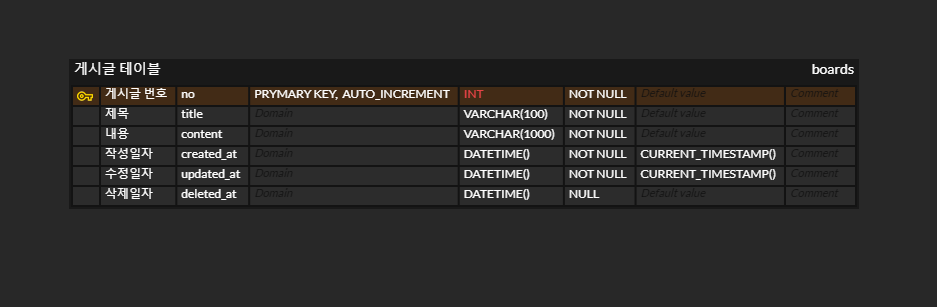 게시글 테이블 boards
게시글 번호 no PRYMARY KEY, AUTO_INCREMENT INT NOT NULL Default value Comment
제목 title Domain VARCHAR(100) NOT NULL Default value Comment
내용 content Domain VARCHAR(1000) NOT NULL Default value Comment
작성일자 created_at Domain DATETIME() NOT NULL CURRENT_TIMESTAMP() Comment
수정일자 updated_at Domain DATETIME() NOT NULL CURRENT_TIMESTAMP() Comment
삭제일자 deleted_at Domain DATETIME() NULL Default value Comment